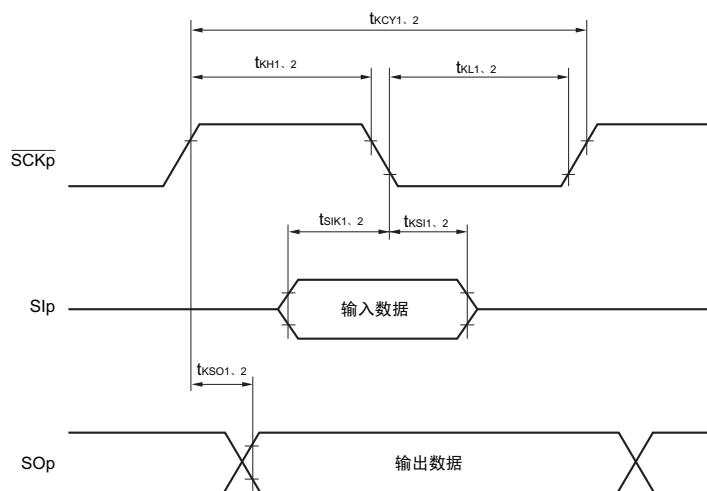 tKCY1、2
tKH1、2
tKL1、2
SCKp
tSIK1、2
tKSI1、2
SIp
输入数据
tKSO1、2
SOp
输出数据